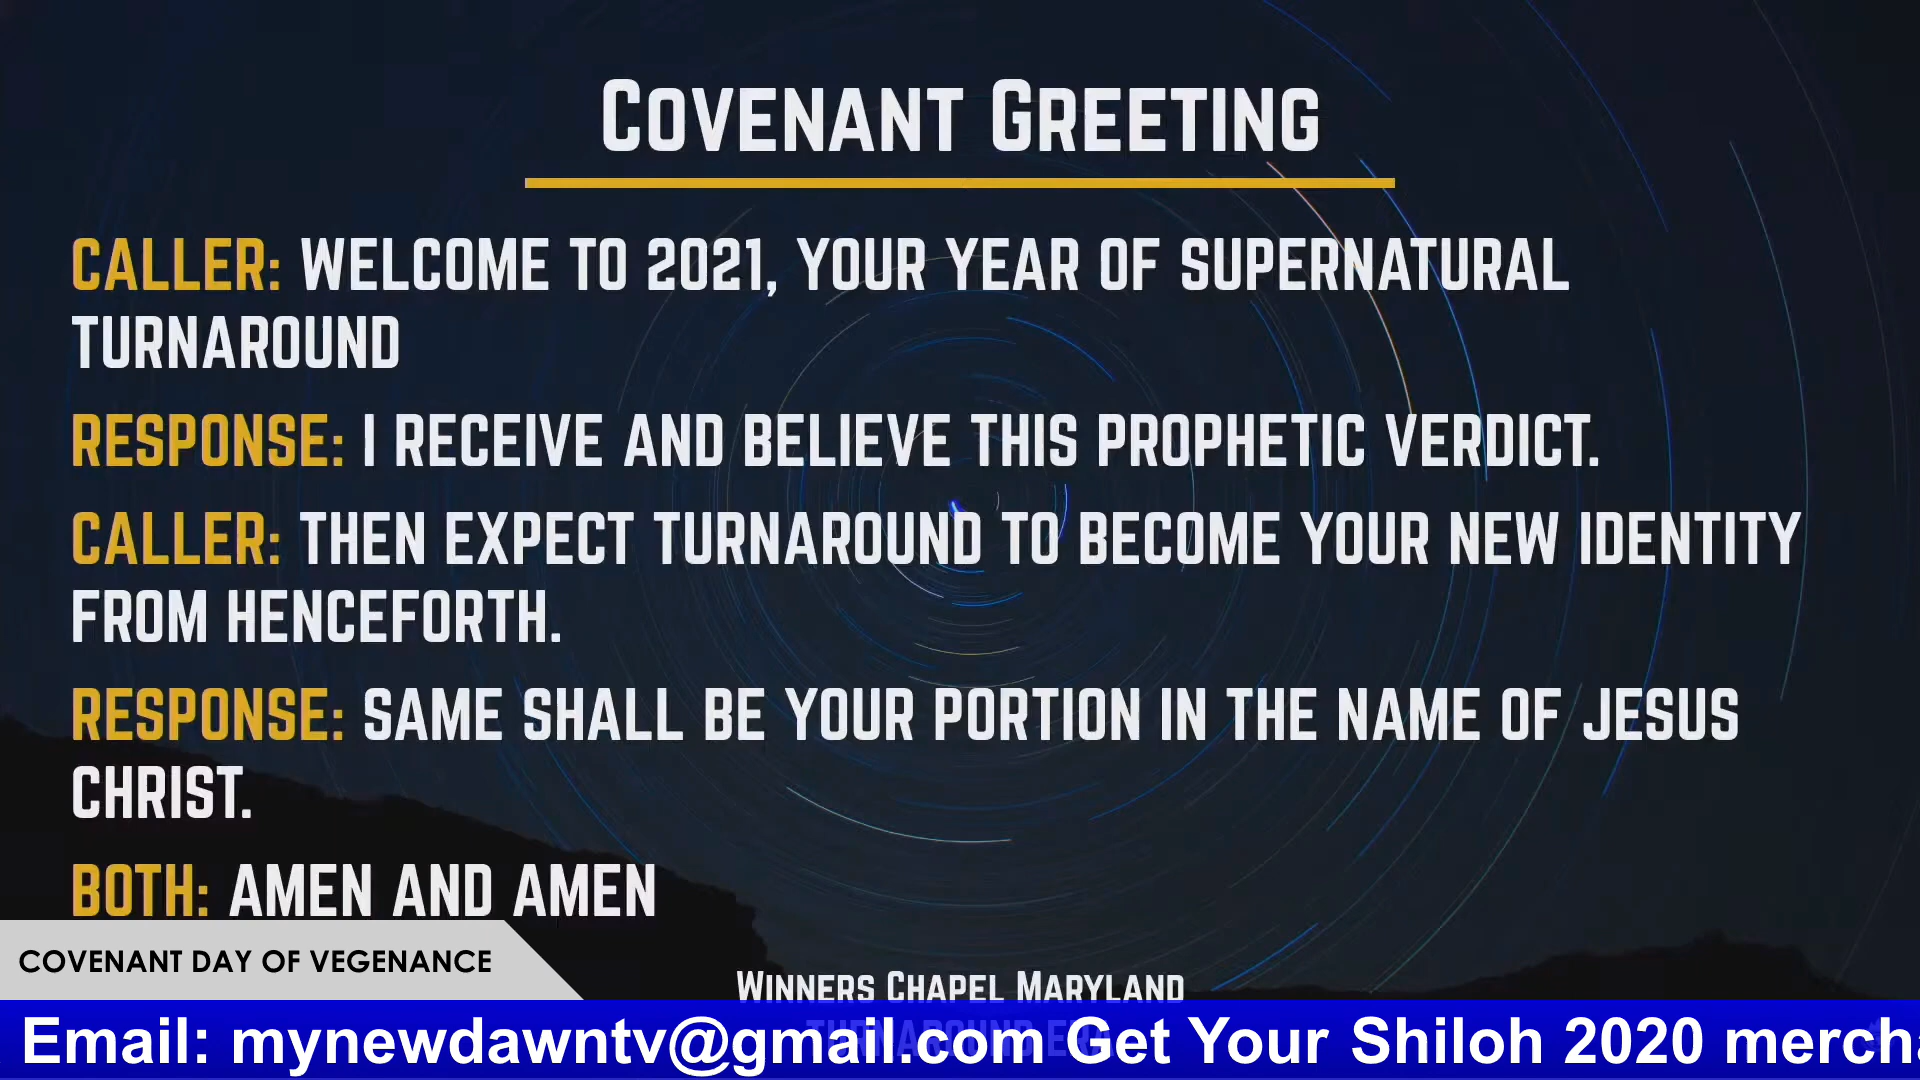 COVENANT GREETING
CALLER: WELCOME TO 2021, YOUR YEAR OF SUPERNATURAL
TURNAROUND
RESPONSE: I RECEIVE AND BELIEVE THIS PROPHETIC VERDICT.
CALLER: THEN EXPECT TURNAROUND TO BECOME YOUR NEW IDENTITY
FROM HENCEFORTH.
RESPONSE: SAME SHALL BE YOUR PORTION IN THE NAME OF JESUS
CHRIST.
BOTH: AMEN AND AMEN
COVENANT DAY OF VEGENANCE
WINNERS CHAPEL MARYLAND
TURNAROUND ERA
Email: mynewdawntv@gmail.com Get Your Shiloh 2020 mercha